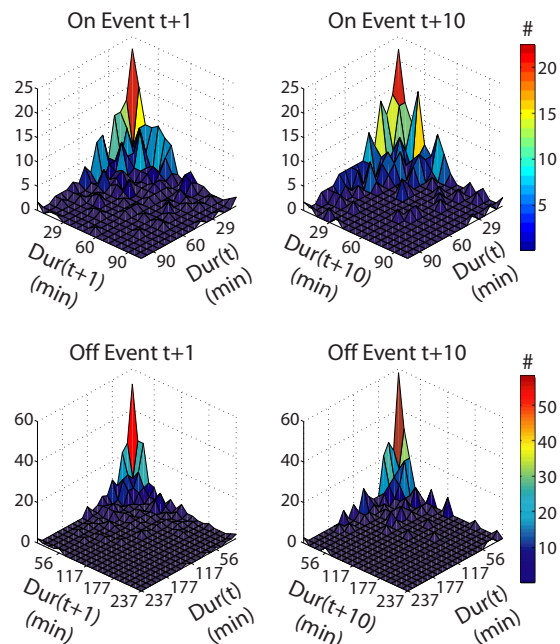 On Event t+1
On Event t+10
#
25
20
15
10
5
0
29
60
90
Dur(t+1)
(min)
90
60
29
Dur(t)
(min)
25
20
15
10
5
0
29
60
90
Dur(t+10)
(min)
90
60
29
Dur(t)
(min)
20
15
10
5
Off Event t+1
Off Event t+10
#
60
40
20
0
56
117
177
237
Dur(t+1)
(min)
237
177
117
56
Dur(t)
(min)
60
40
20
0
56
117
177
237
Dur(t+10)
(min)
237
177
117
56
Dur(t)
(min)
50
40
30
20
10